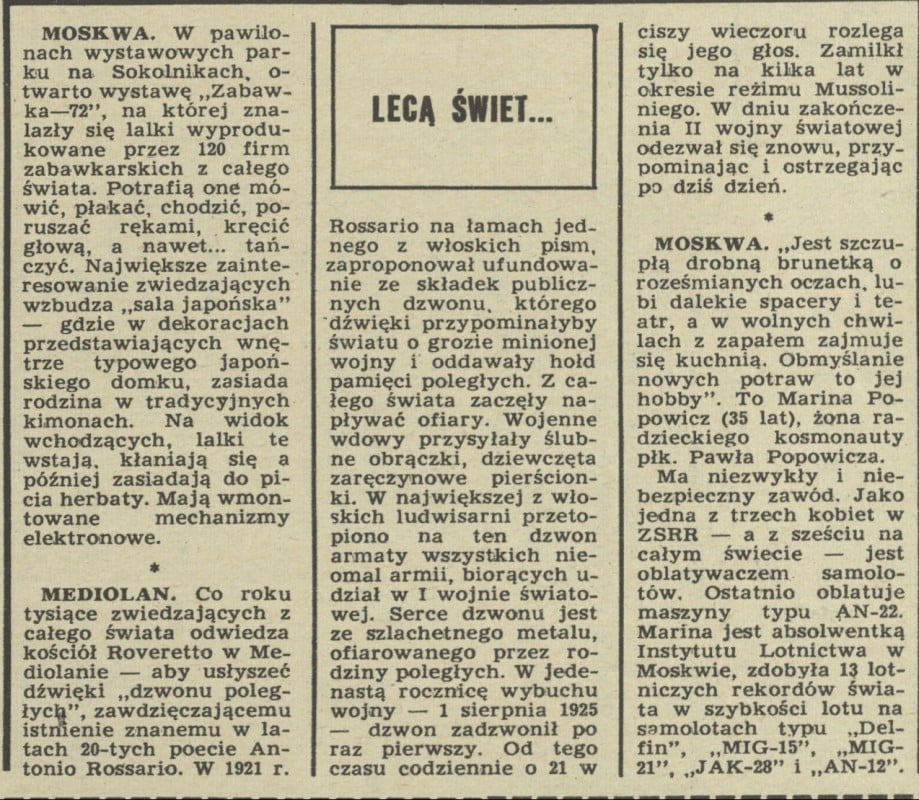 MOSKWA. W pawilo-
nach wystawowych par-
ku na Sokolnikach, o-
twarto wystawę „Zabaw-
ka—72”, na której zna-
lazły się lalki wyprodu-
kowane przez 120 firm
zabawkarskich z całego
świata. Potrafią one mó-
wić, płakać, chodzić, po-
ruszać rękami, kręcić
głową, a nawet... tań-
czyć. Największe zainte-
resowanie zwiedzających
wzbudza „sala japońska”
— gdzie w dekoracjach
przedstawiających wnę-
trze typowego japoń-
skiego domku, zasiada
rodzina w tradycyjnych
kimonach. Na widok
wchodzących, lalki te
wstają, kłaniają się a
później zasiadają do pi-
cia herbaty. Mają wmon-
towane mechanizmy
elektronowe.
*
MEDIOLAN. Co roku
tysiące zwiedzających z
całego świata odwiedza
kościół Roveretto w Me-
diolanie — aby usłyszeć
dźwięki „dzwonu poleg-
łych”, zawdzięczającemu
istnienie znanemu w la-
tach 20-tych poecie An-
tonio Rossario. W 1921 r.
LECĄ ŚWIET...
Rossario na łamach jed-
nego z włoskich pism,
zaproponował ufundowa-
nie ze składek publicz-
nych dzwonu, którego
dźwięki przypominałyby
światu o grozie minionej
wojny i oddawały hołd
pamięci poległych. Z ca-
łego świata zaczęły na-
pływać ofiary. Wojenne
wdowy przysyłały ślub-
ne obrączki, dziewczęta
zaręczynowe pierścion-
ki. W największej z wło-
skich ludwisarni przeto-
piono na ten dzwon
armaty wszystkich nie-
omal armii, biorących u-
dział w I wojnie świato-
wej. Serce dzwonu jest
ze szlachetnego metalu,
ofiarowanego przez ro-
dziny poległych. W jede-
nastą rocznicę wybuchu
wojny — 1 sierpnia 1925
— dzwon zadzwonił po
raz pierwszy. Od tego
czasu codziennie o 21 w
ciszy wieczoru rozlega
się jego głos. Zamilkł
tylko na kilka lat w
okresie reżimu Mussoli-
niego. W dniu zakończe-
nia II wojny światowej
odezwał się znowu, przy-
pominając i ostrzegając
po dziś dzień.
*
MOSKWA. „Jest szczu-
płą drobną brunetką o
roześmianych oczach, lu-
bi dalekie spacery i te-
atr, a w wolnych chwi-
lach z zapałem zajmuje
się kuchnią. Obmyślanie
nowych potraw to jej
hobby”. To Marina Po-
powicz (35 lat), żona ra-
dzieckiego kosmonauty
płk. Pawła Popowicza.
Ma niezwykły i nie-
bezpieczny zawód. Jako
jedna z trzech kobiet w
ZSRR — a z sześciu na
całym świecie — jest
oblatywaczem samolo-
tów. Ostatnio oblatuje
maszyny typu AN-22.
Marina jest absolwentką
Instytutu Lotnictwa w
Moskwie, zdobyła 13 lot-
niczych rekordów świa-
ta w szybkości lotu na
samolotach typu „Del-
fin”, „MIG-15”, „MIG-
21”, „JAK-28” i „AN-12”.